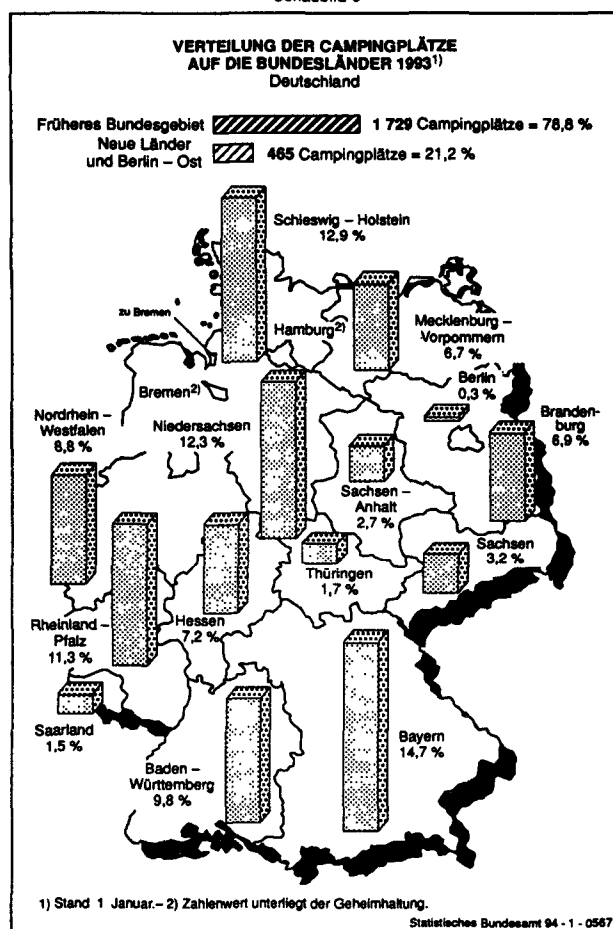 VERTEILUNG DER CAMPINGPLÄTZE
AUF DIE BUNDESLÄNDER 1993¹⁾
Deutschland
Früheres Bundesgebiet 1 729 Campingplätze = 78,8 %
Neue Länder
und Berlin – Ost 465 Campingplätze = 21,2 %
Schleswig – Holstein
12,9 %
zu Bremen
Hamburg²⁾
Mecklenburg –
Vorpommern
6,7 %
Bremen²⁾
Berlin
0,3 %
Nordrhein –
Westfalen
8,8 %
Niedersachsen
12,3 %
Branden-
burg
6,9 %
Sachsen –
Anhalt
2,7 %
Sachsen
3,2 %
Thüringen
1,7 %
Hessen
7,2 %
Rheinland –
Pfalz
11,3 %
Saarland
1,5 %
Bayern
14,7 %
Baden –
Württemberg
9,8 %
1) Stand 1 Januar. – 2) Zahlenwert unterliegt der Geheimhaltung.
Statistisches Bundesamt 94 - 1 - 0567